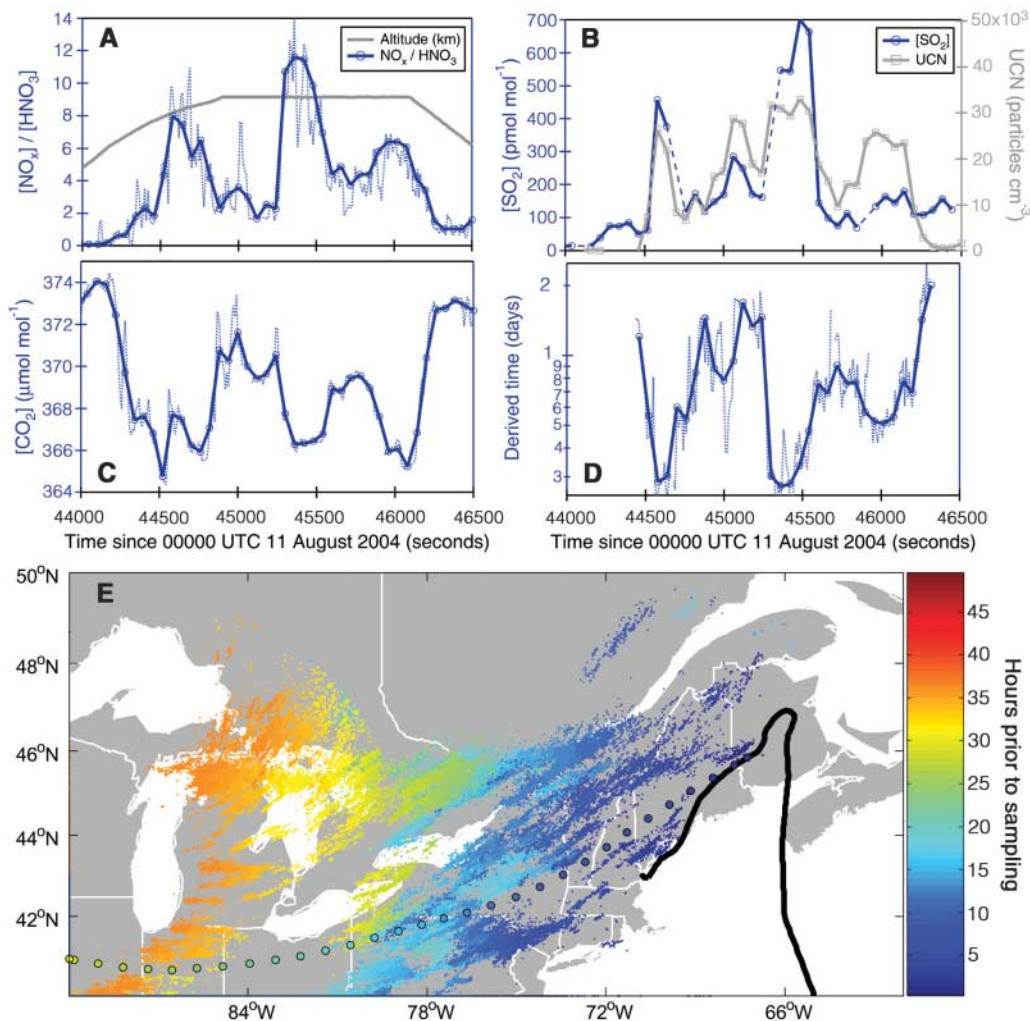 A
B
14
12
10
8
6
4
2
0
[NOx] / [HNO3]
Altitude (km)
NOx / HNO3
700
600
500
400
300
200
100
0
[SO2] (pmol mol-1)
[SO2]
UCN
50x10³
40
30
20
10
0
UCN (particles cm-3)
C
D
374
372
370
368
366
364
[CO2] (µmol mol-1)
2
1
9
8
7
6
5
4
3
Derived time (days)
44000 44500 45000 45500 46000 46500
Time since 00000 UTC 11 August 2004 (seconds)
44000 44500 45000 45500 46000 46500
Time since 00000 UTC 11 August 2004 (seconds)
E
50°N
48°N
46°N
44°N
42°N
84°W 78°W 72°W 66°W
45
40
35
30
25
20
15
10
5
Hours prior to sampling